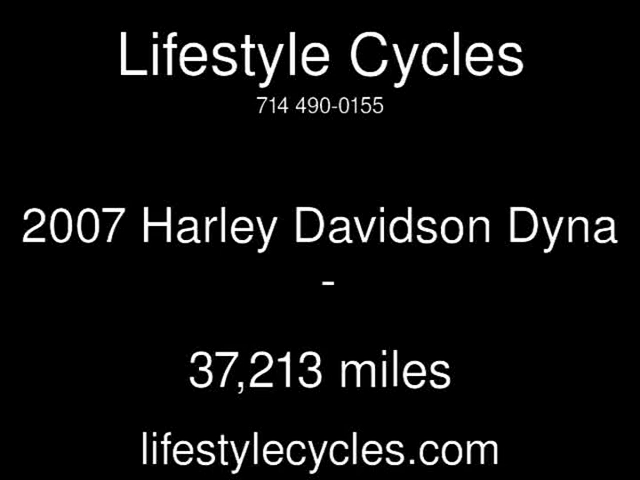 Lifestyle Cycles
714 490-0155
2007 Harley Davidson Dyna
-
37,213 miles
lifestylecycles.com